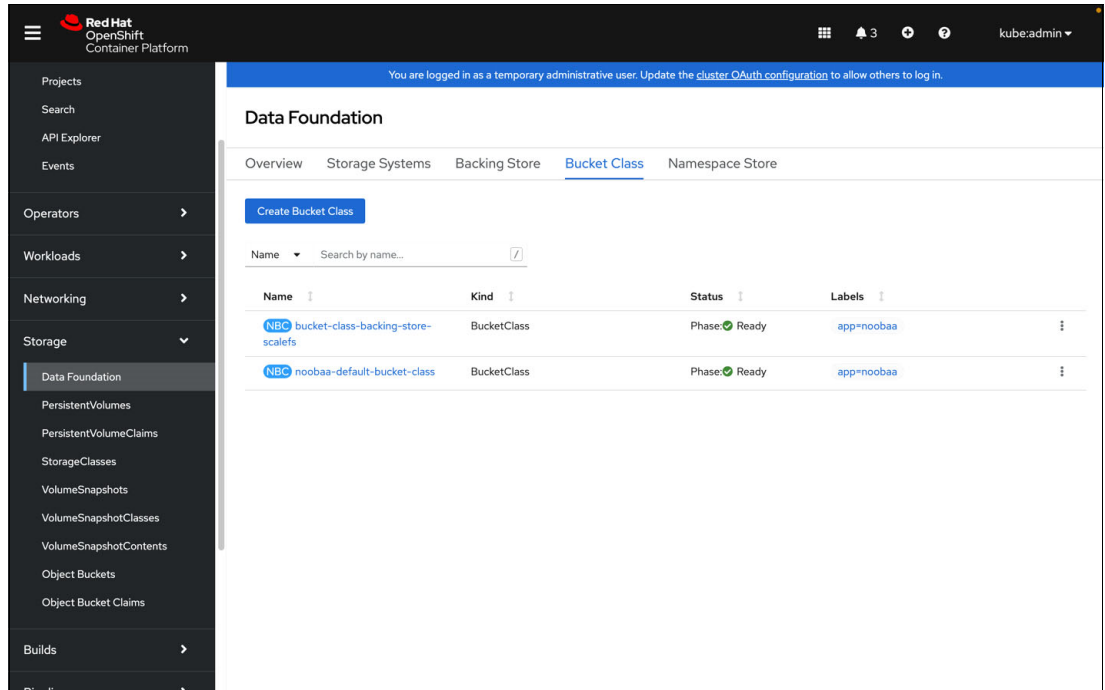 Red Hat
OpenShift
Container Platform
3
kube:admin
Projects
Search
API Explorer
Events
Operators
Workloads
Networking
Storage
Data Foundation
PersistentVolumes
PersistentVolumeClaims
StorageClasses
VolumeSnapshots
VolumeSnapshotClasses
VolumeSnapshotContents
Object Buckets
Object Bucket Claims
Builds
You are logged in as a temporary administrative user. Update the cluster OAuth configuration to allow others to log in.
Data Foundation
Overview Storage Systems Backing Store Bucket Class Namespace Store
Create Bucket Class
Name Search by name... /
Name Kind Status Labels
NBC bucket-class-backing-store- BucketClass Phase: Ready app=noobaa
scalefs
NBC noobaa-default-bucket-class BucketClass Phase: Ready app=noobaa